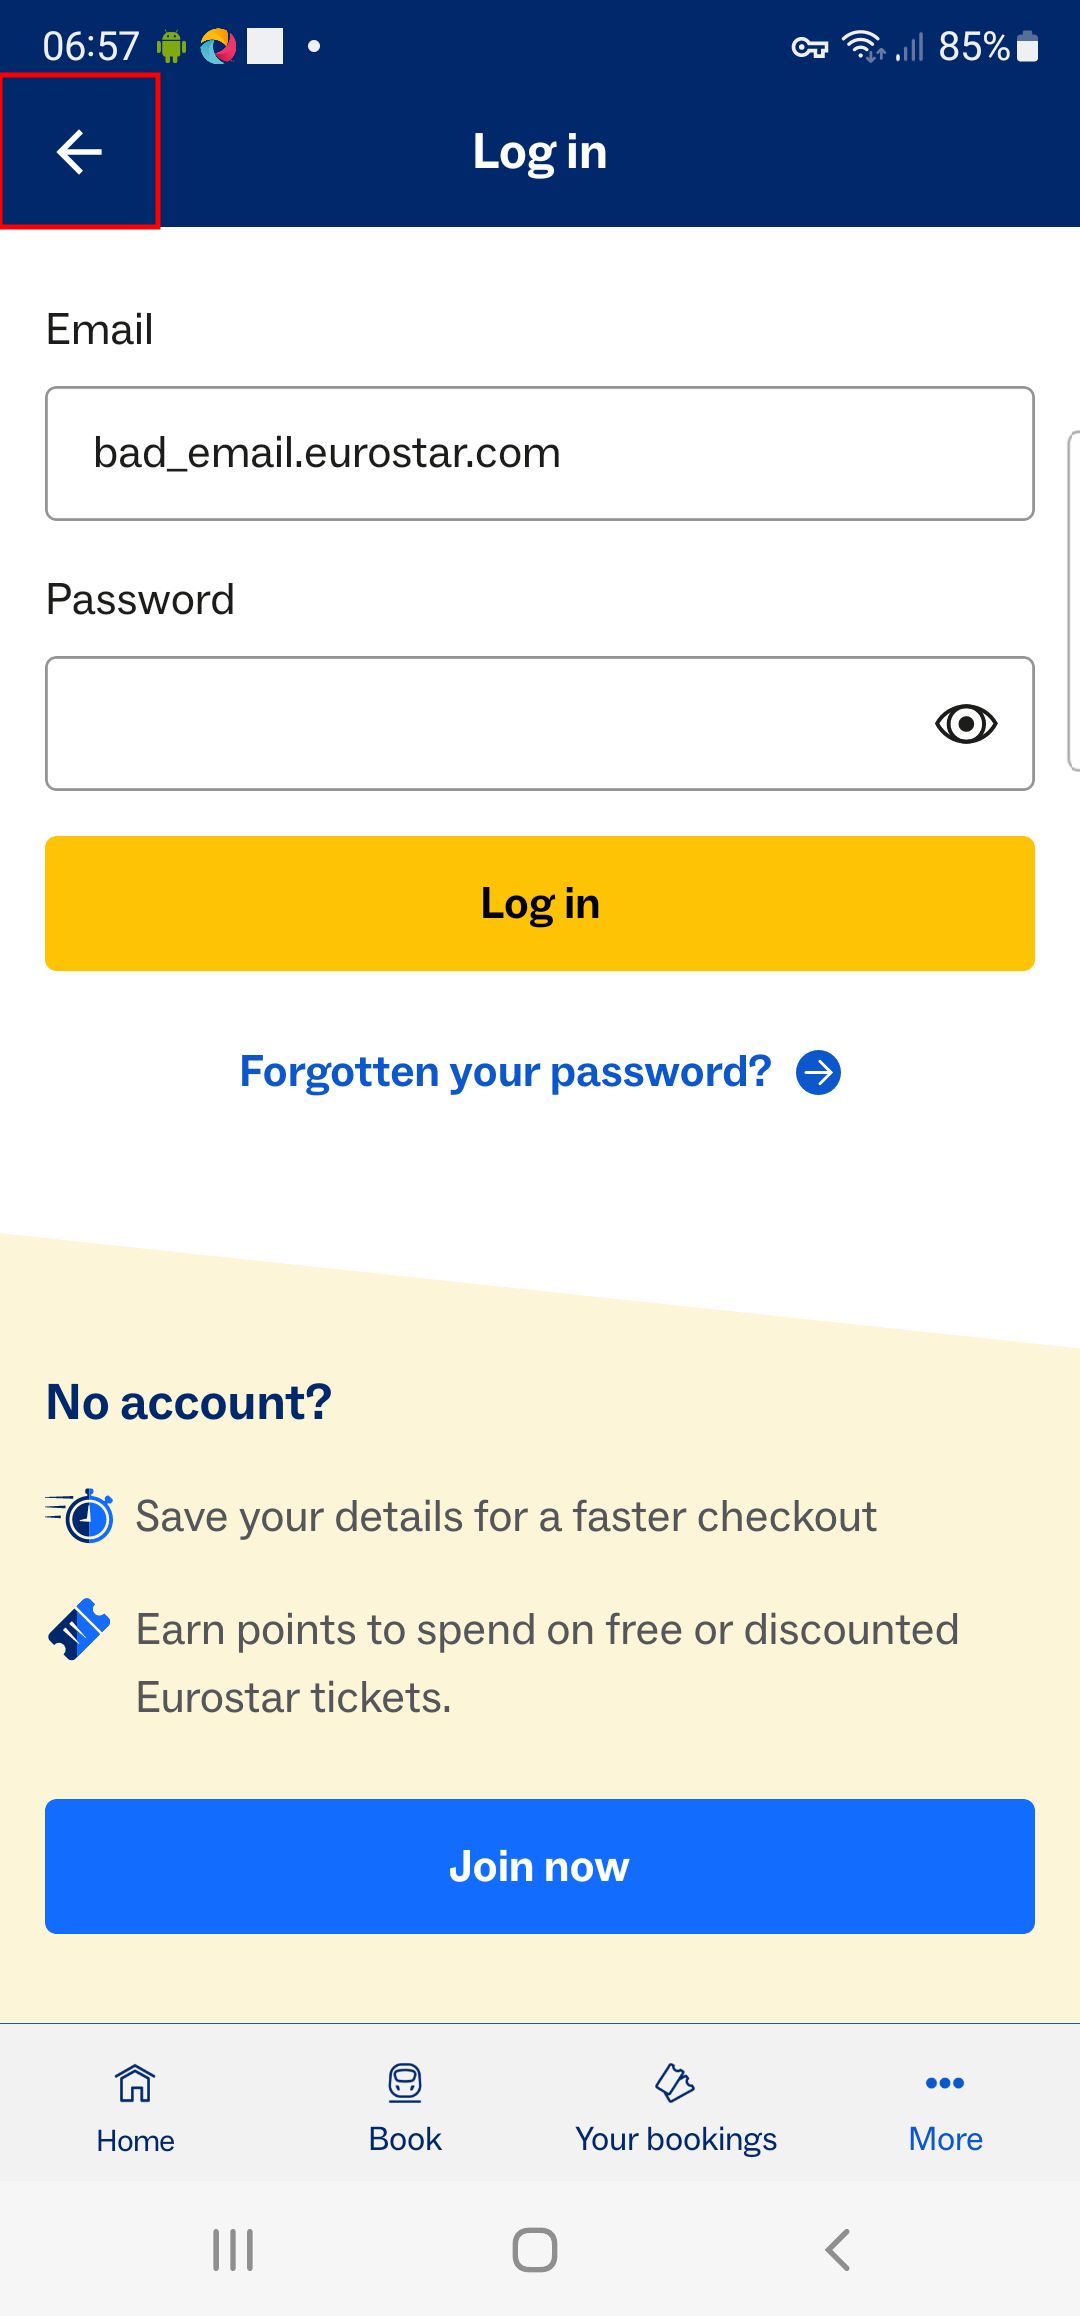 06:57
85%
Log in
Email
bad_email.eurostar.com
Password
Log in
Forgotten your password?
No account?
Save your details for a faster checkout
Earn points to spend on free or discounted
Eurostar tickets.
Join now
Home
Book
Your bookings
More